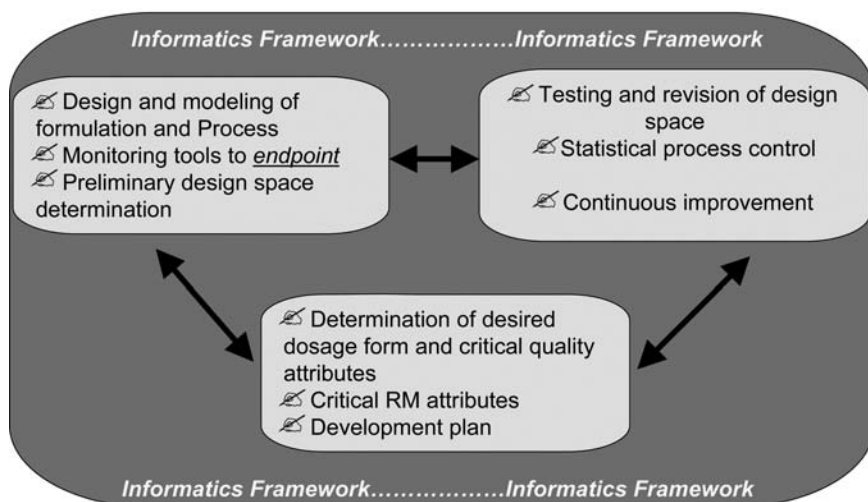 Informatics Framework………………Informatics Framework
✍ Design and modeling of
formulation and Process
✍ Monitoring tools to endpoint
✍ Preliminary design space
determination
✍ Testing and revision of design
space
✍ Statistical process control
✍ Continuous improvement
✍ Determination of desired
dosage form and critical quality
attributes
✍ Critical RM attributes
✍ Development plan
Informatics Framework………………Informatics Framework